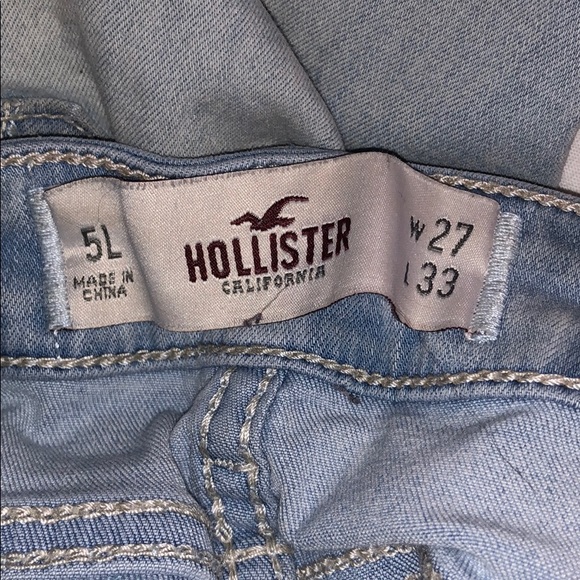 5L
MADE IN
CHINA
HOLLISTER
CALIFORNIA
W 27
L 33